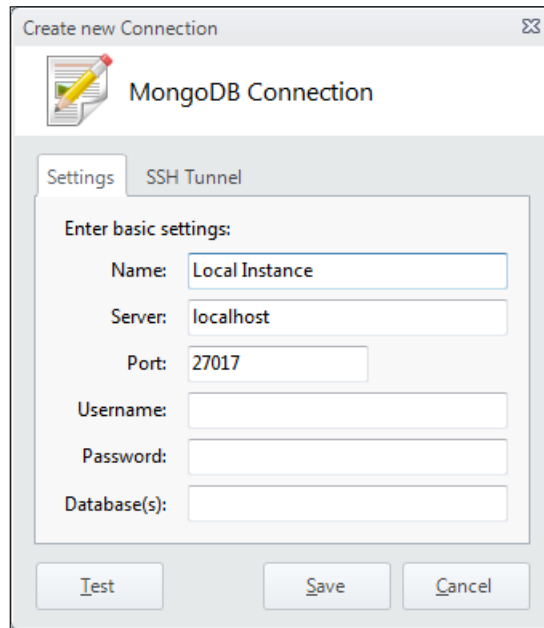 Create new Connection
MongoDB Connection
Settings SSH Tunnel
Enter basic settings:
Name: Local Instance
Server: localhost
Port: 27017
Username:
Password:
Database(s):
Test Save Cancel